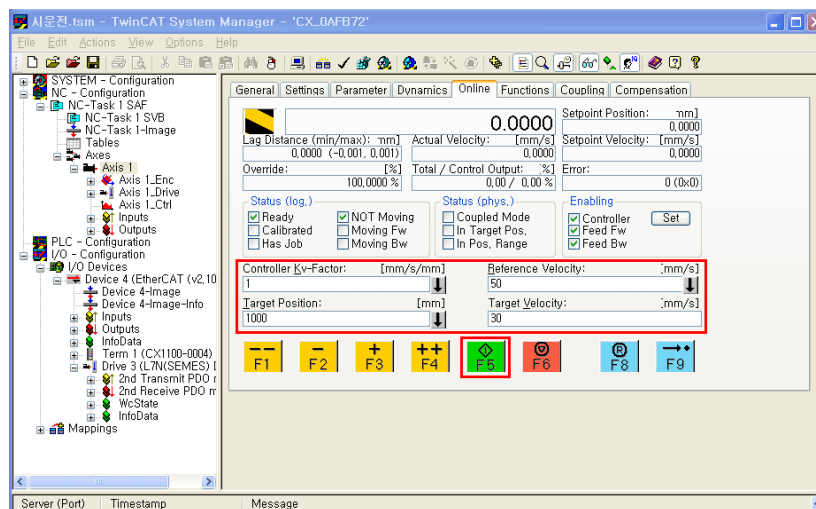 시운전.tsm - TwinCAT System Manager - 'CX_0AFB72'
File Edit Actions View Options Help
SYSTEM - Configuration
NC - Configuration
NC-Task 1 SAF
NC-Task 1 SVB
NC-Task 1-Image
Tables
Axes
Axis 1
Axis 1_Enc
Axis 1_Drive
Axis 1_Ctrl
Inputs
Outputs
PLC - Configuration
I/O - Configuration
I/O Devices
Device 4 (EtherCAT (v2,10
Device 4-Image
Device 4-Image-Info
Inputs
Outputs
InfoData
Term 1 (CX1100-0004)
Drive 3 (L7N(SEMES) [
2nd Transmit PDO r
2nd Receive PDO m
WcState
InfoData
Mappings
General Settings Parameter Dynamics Online Functions Coupling Compensation
0.0000
Setpoint Position: mm]
0,0000
Lag Distance (min/max): mm] Actual Velocity: [mm/s] Setpoint Velocity: [mm/s]
0,0000 (-0,001, 0,001) 0,0000 0,0000
Override: [%] Total / Control Output: %] Error:
100,0000 % 0,00 / 0,00 % 0 (0x0)
Status (log,) Status (phys,) Enabling
Ready NOT Moving Coupled Mode Controller Set
Calibrated Moving Fw In Target Pos, Feed Fw
Has Job Moving Bw In Pos, Range Feed Bw
Controller Kv-Factor: [mm/s/mm] Reference Velocity: mm/s]
1 50
Target Position: [mm] Target Velocity: mm/s]
1000 30
-- - + ++ R
F1 F2 F3 F4 F5 F6 F8 F9
Server (Port) Timestamp Message